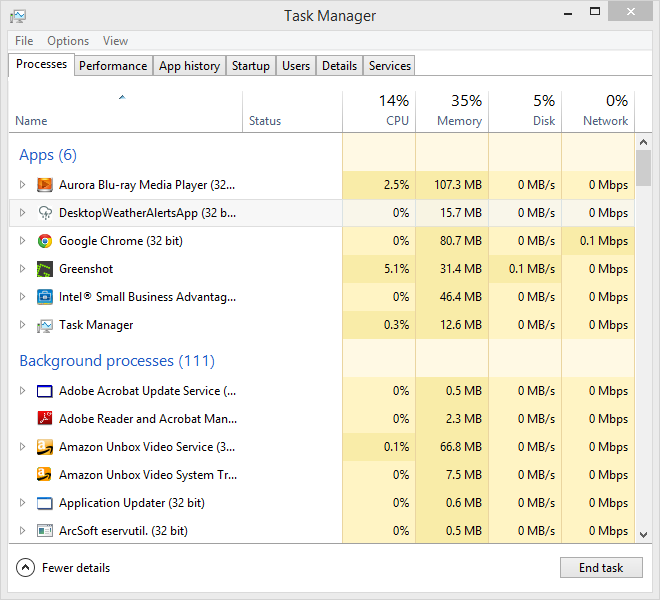 Task Manager
File Options View
Processes Performance App history Startup Users Details Services
14% 35% 5% 0%
Name Status CPU Memory Disk Network
Apps (6)
Aurora Blu-ray Media Player (32... 2.5% 107.3 MB 0 MB/s 0 Mbps
DesktopWeatherAlertsApp (32 b... 0% 15.7 MB 0 MB/s 0 Mbps
Google Chrome (32 bit) 0% 80.7 MB 0 MB/s 0.1 Mbps
Greenshot 5.1% 31.4 MB 0.1 MB/s 0 Mbps
Intel® Small Business Advantag... 0% 46.4 MB 0 MB/s 0 Mbps
Task Manager 0.3% 12.6 MB 0 MB/s 0 Mbps
Background processes (111)
Adobe Acrobat Update Service (... 0% 0.5 MB 0 MB/s 0 Mbps
Adobe Reader and Acrobat Man... 0% 2.3 MB 0 MB/s 0 Mbps
Amazon Unbox Video Service (3... 0.1% 66.8 MB 0 MB/s 0 Mbps
Amazon Unbox Video System Tr... 0% 7.5 MB 0 MB/s 0 Mbps
Application Updater (32 bit) 0% 0.6 MB 0 MB/s 0 Mbps
ArcSoft eservutil. (32 bit) 0% 0.5 MB 0 MB/s 0 Mbps
Fewer details End task